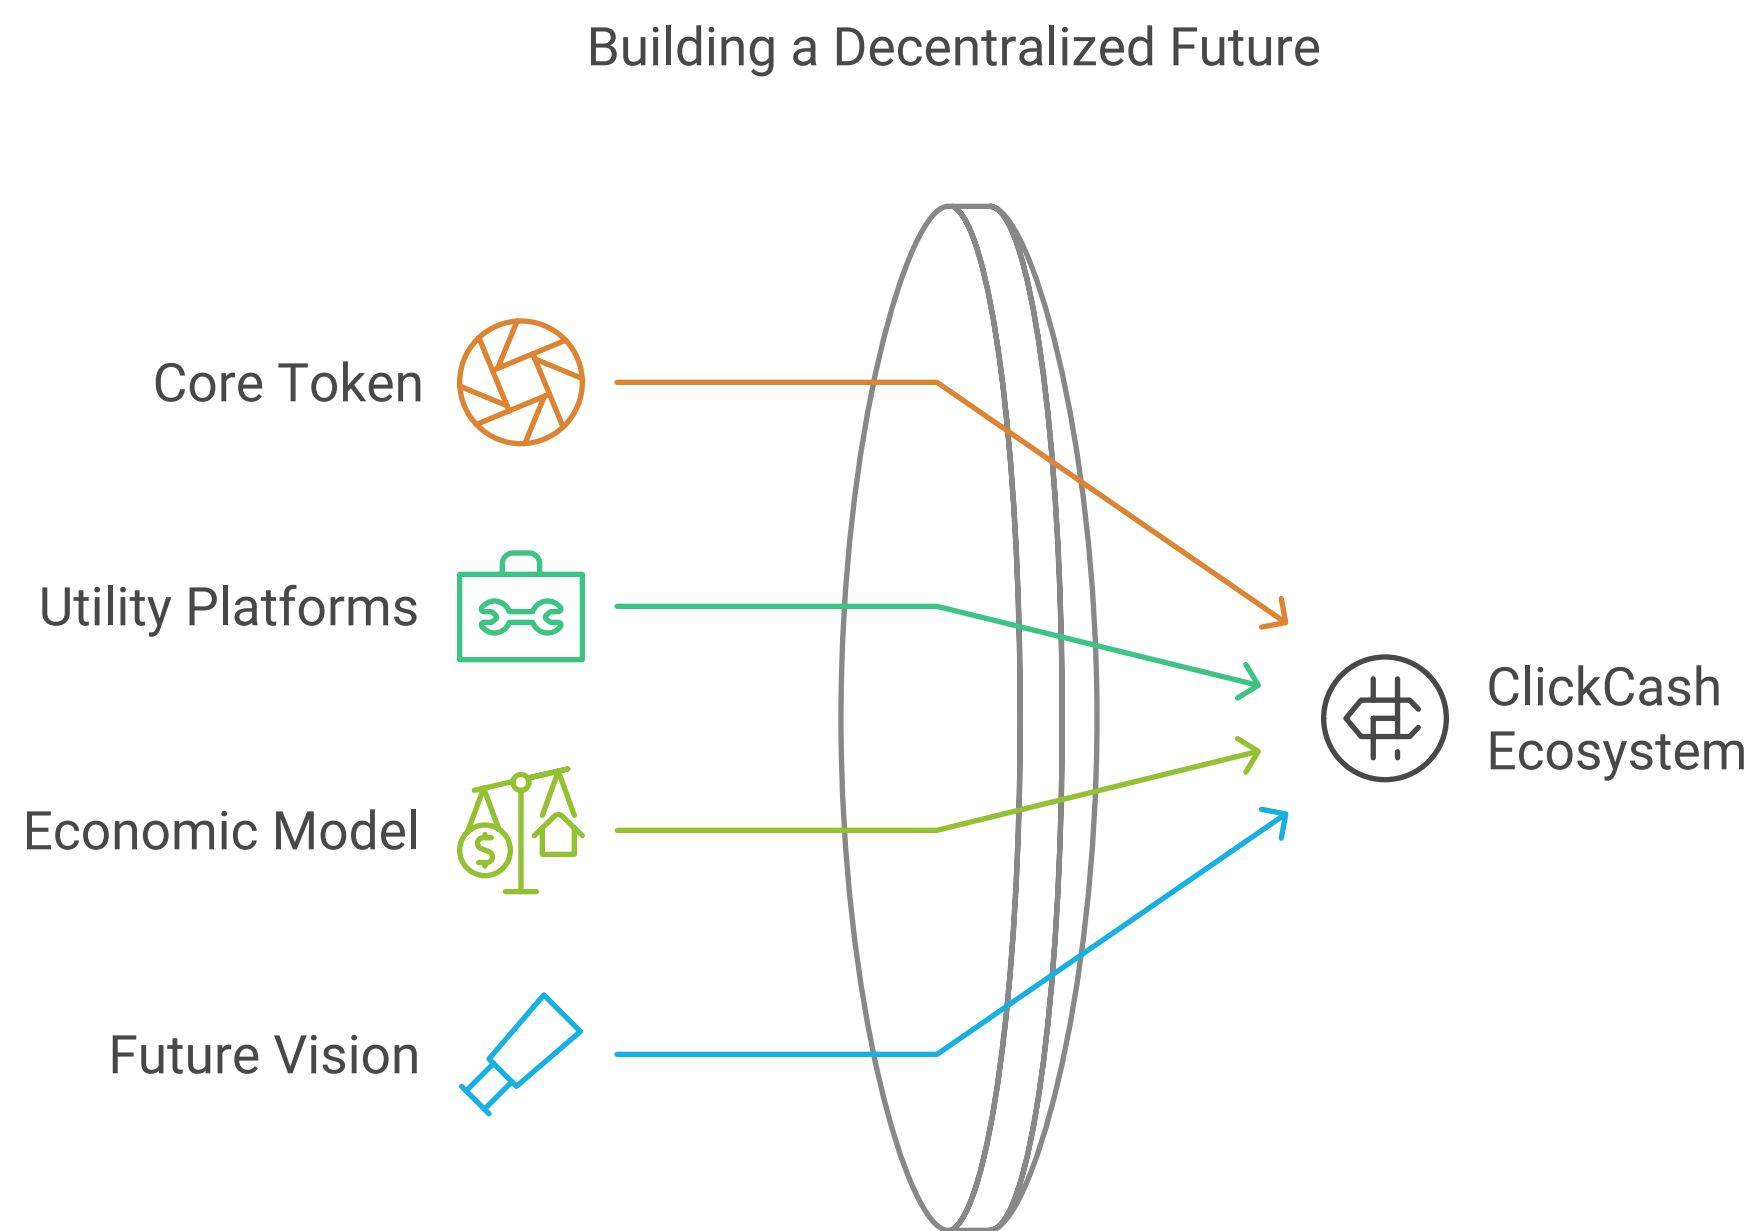 Building a Decentralized Future
Core Token
Utility Platforms
Economic Model
Future Vision
ClickCash
Ecosystem